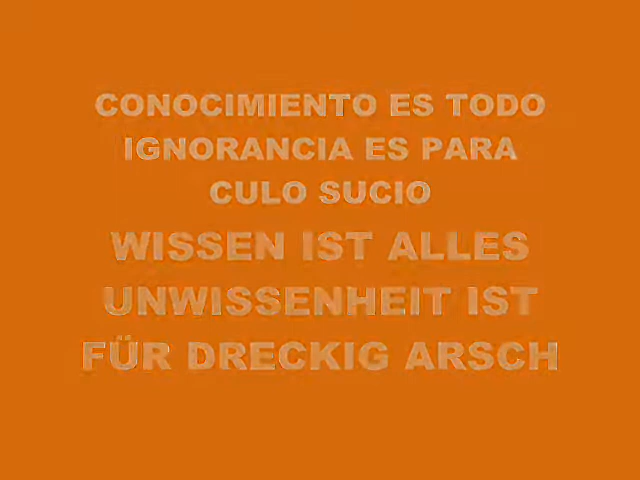 CONOCIMIENTO ES TODO
IGNORANCIA ES PARA
CULO SUCIO
WISSEN IST ALLES
UNWISSENHEIT IST
FÜR DRECKIG ARSCH